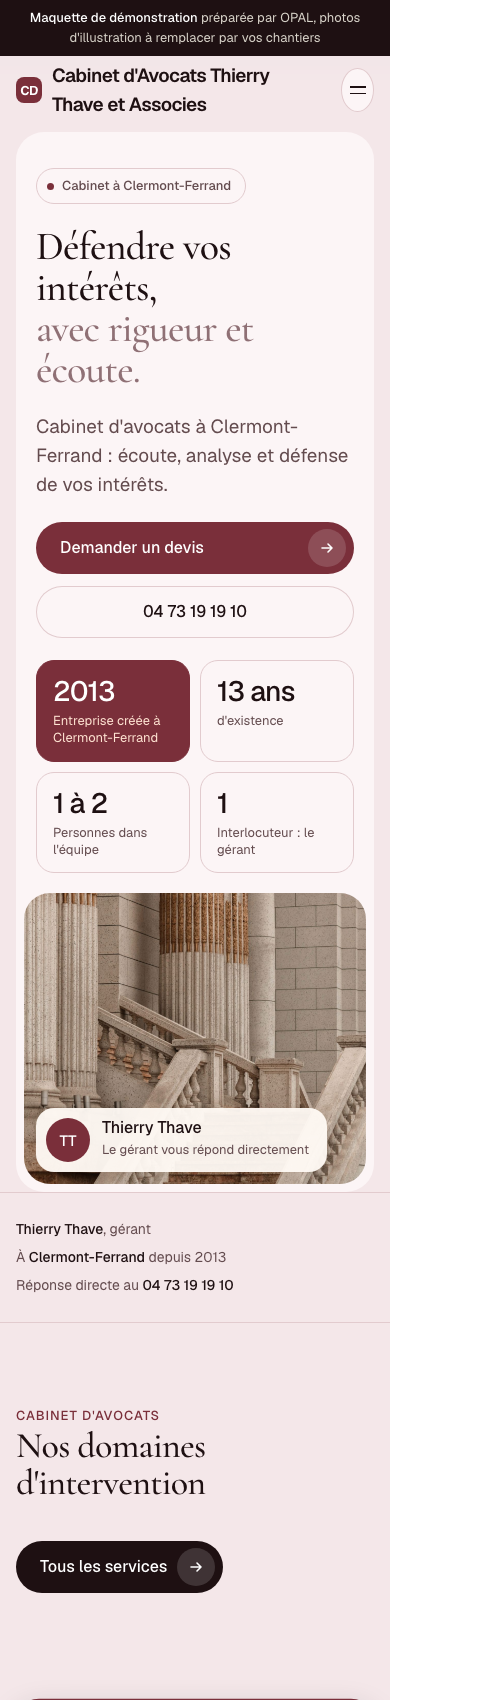 Maquette de démonstration préparée par OPAL, photos
d'illustration à remplacer par vos chantiers
CD
Cabinet d'Avocats Thierry
Thave et Associes
Cabinet à Clermont-Ferrand
Défendre vos
intérêts,
avec rigueur et
écoute.
Cabinet d'avocats à Clermont-
Ferrand : écoute, analyse et défense
de vos intérêts.
Demander un devis
04 73 19 19 10
2013
Entreprise créée à
Clermont-Ferrand
13 ans
d'existence
1 à 2
Personnes dans
l'équipe
1
Interlocuteur : le
gérant
TT
Thierry Thave
Le gérant vous répond directement
Thierry Thave, gérant
À Clermont-Ferrand depuis 2013
Réponse directe au 04 73 19 19 10
CABINET D'AVOCATS
Nos domaines
d'intervention
Tous les services